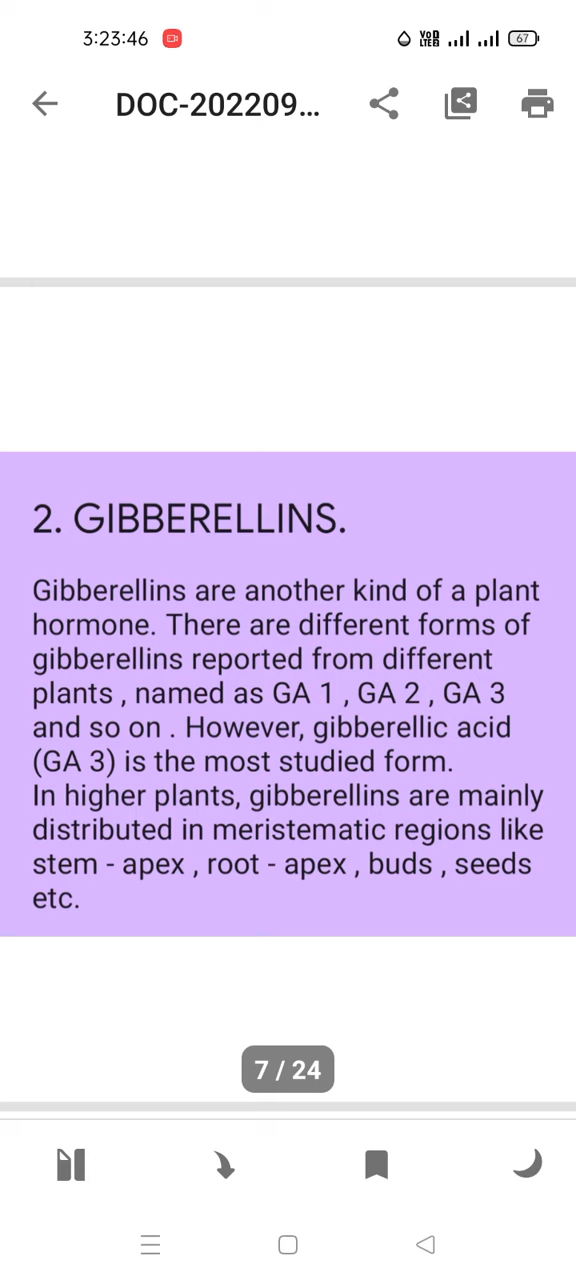 3:23:46
VoD LTE2
67
DOC-202209...
2. GIBBERELLINS.
Gibberellins are another kind of a plant
hormone. There are different forms of
gibberellins reported from different
plants , named as GA 1 , GA 2 , GA 3
and so on . However, gibberellic acid
(GA 3) is the most studied form.
In higher plants, gibberellins are mainly
distributed in meristematic regions like
stem - apex , root - apex , buds , seeds
etc.
7 / 24